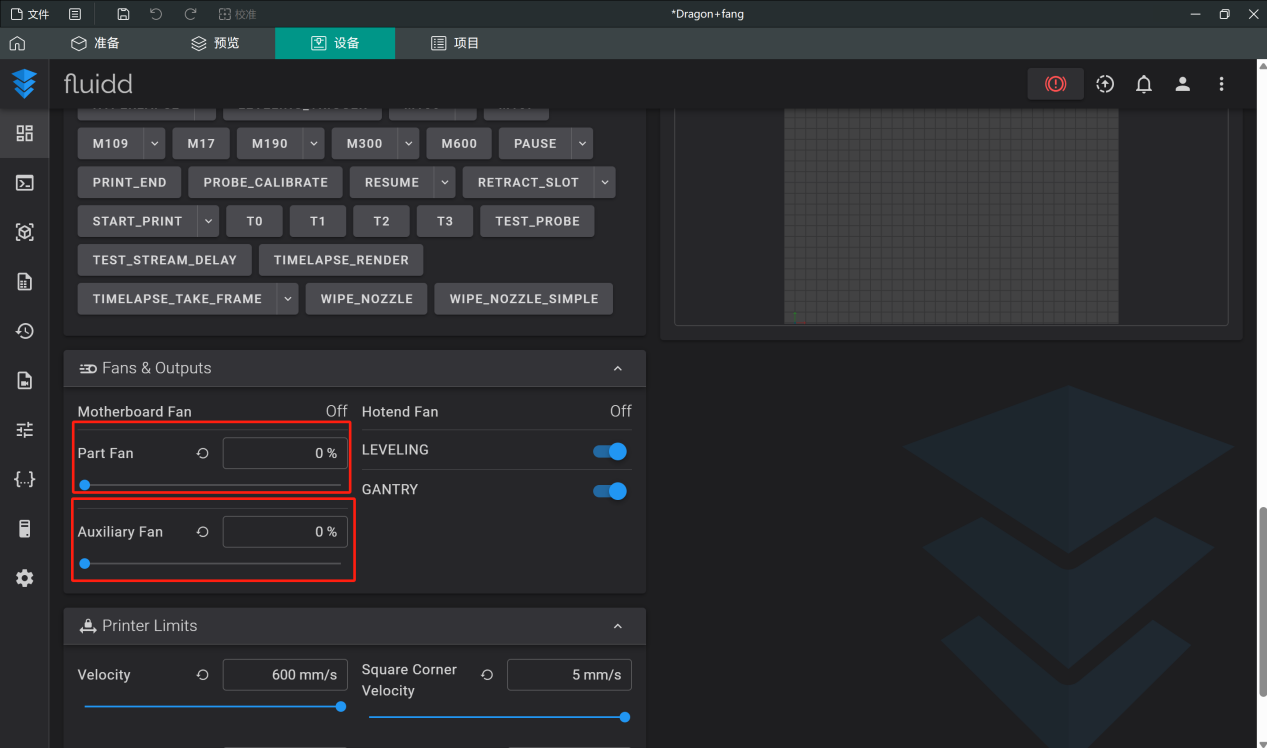 文件
校准
*Dragon+fang
准备
预览
设备
项目
fluidd
M109
M17
M190
M300
M600
PAUSE
PRINT_END
PROBE_CALIBRATE
RESUME
RETRACT_SLOT
START_PRINT
T0
T1
T2
T3
TEST_PROBE
TEST_STREAM_DELAY
TIMELAPSE_RENDER
TIMELAPSE_TAKE_FRAME
WIPE_NOZZLE
WIPE_NOZZLE_SIMPLE
Fans & Outputs
Motherboard Fan
Off
Hotend Fan
Off
Part Fan
0 %
LEVELING
GANTRY
Auxiliary Fan
0 %
Printer Limits
Velocity
600 mm/s
Square Corner
Velocity
5 mm/s